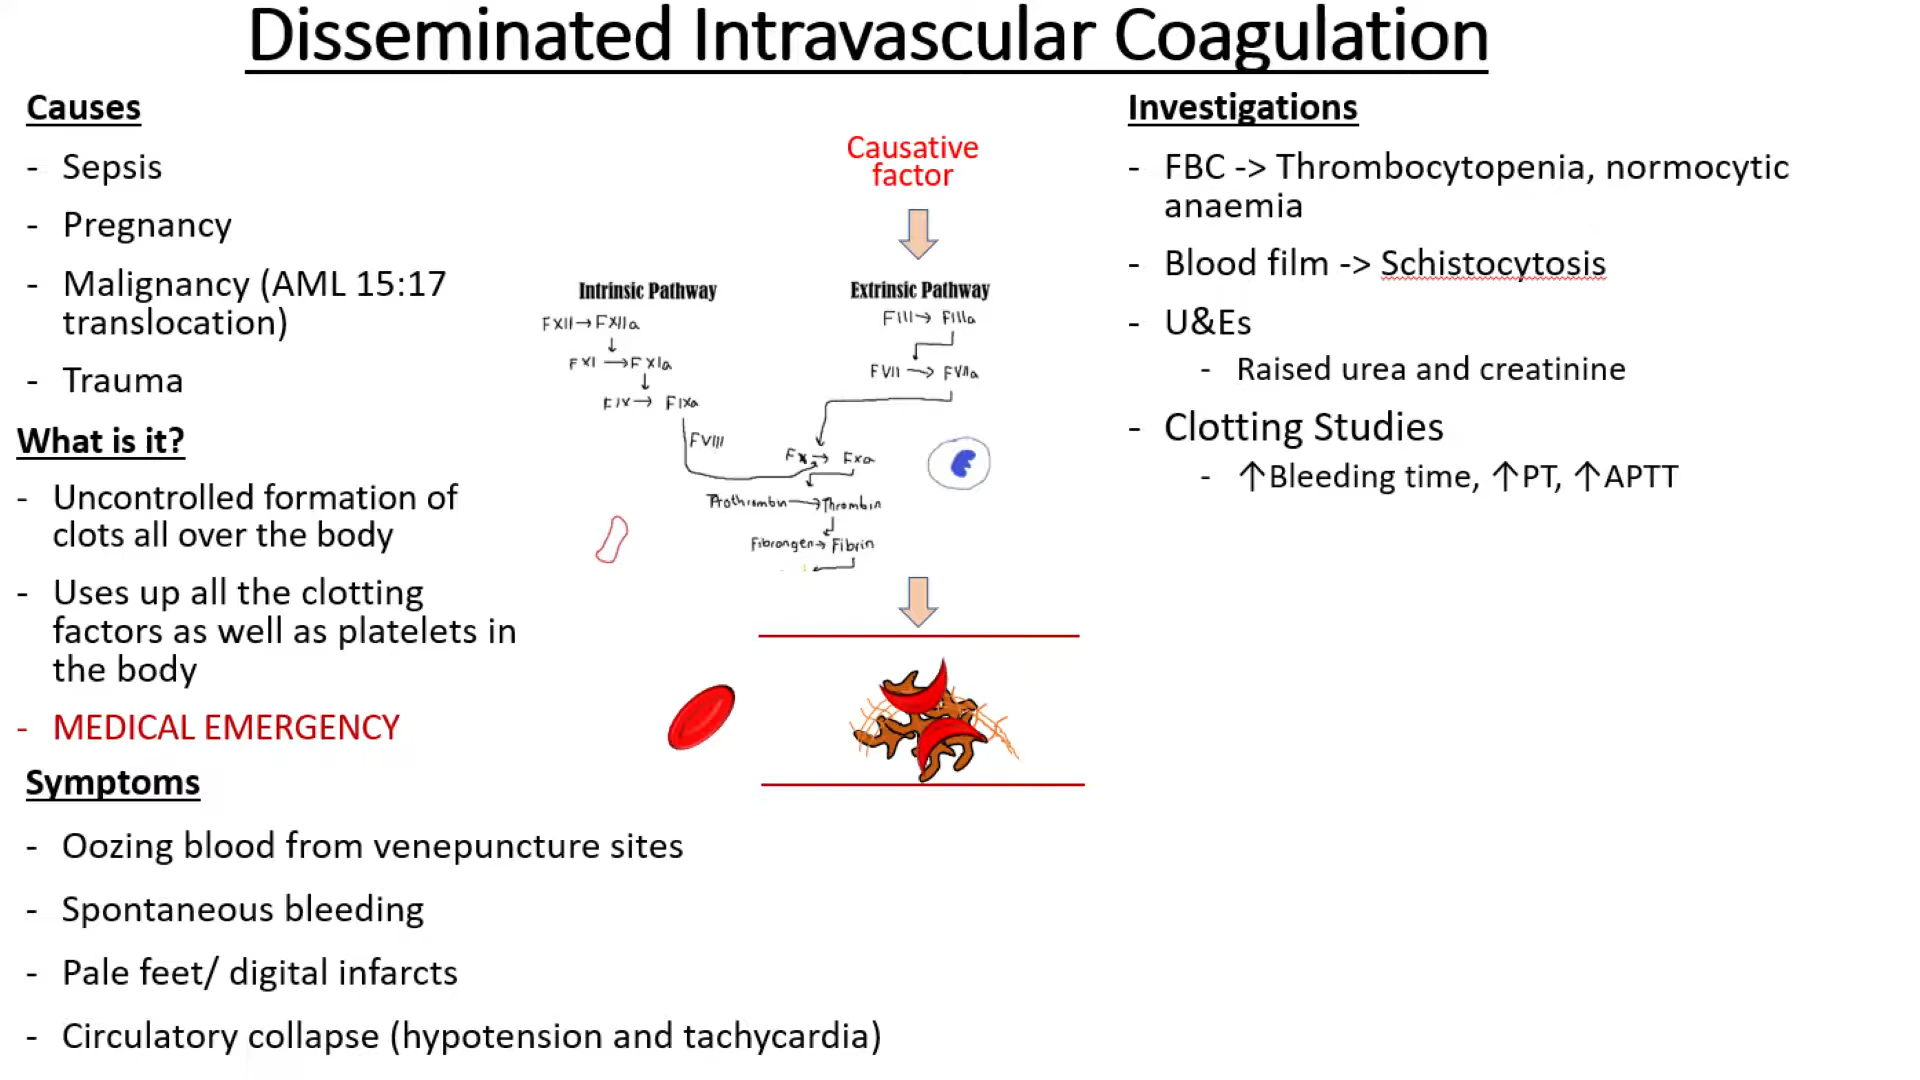 Disseminated Intravascular Coagulation
Causes
- Sepsis
- Pregnancy
- Malignancy (AML 15:17
translocation)
- Trauma
What is it?
- Uncontrolled formation of
clots all over the body
- Uses up all the clotting
factors as well as platelets in
the body
- MEDICAL EMERGENCY
Symptoms
- Oozing blood from venepuncture sites
- Spontaneous bleeding
- Pale feet/ digital infarcts
- Circulatory collapse (hypotension and tachycardia)
Causative
factor
Intrinsic Pathway
FXII → FXIIa
↓
FXI → FXIa
↓
FIX → FIXa
FVIII
Extrinsic Pathway
FIII → FIIIa
FVII → FVIIa
FX → FXa
Prothrombin → Thrombin
Fibrongen → Fibrin
Investigations
- FBC -> Thrombocytopenia, normocytic
anaemia
- Blood film -> Schistocytosis
- U&Es
- Raised urea and creatinine
- Clotting Studies
- ↑Bleeding time, ↑PT, ↑APTT